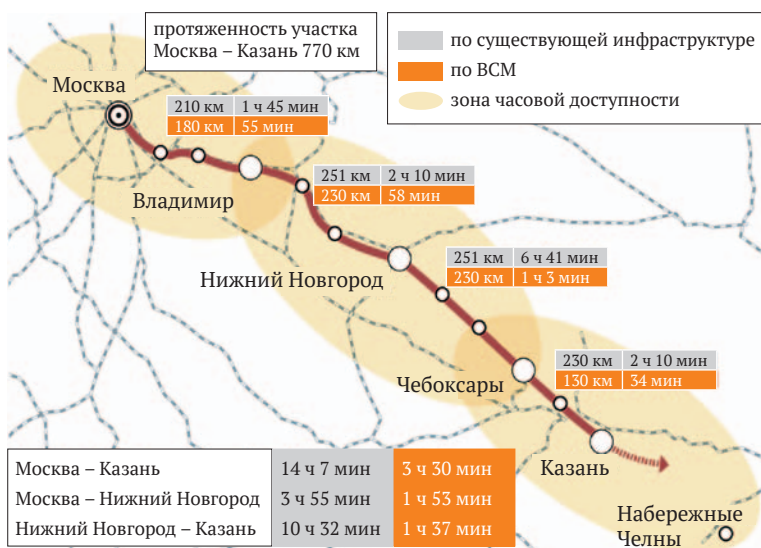 протяженность участка
Москва – Казань 770 км
по существующей инфраструктуре
по ВСМ
зона часовой доступности
Москва
210 км 1 ч 45 мин
180 км 55 мин
Владимир
251 км 2 ч 10 мин
230 км 58 мин
Нижний Новгород
251 км 6 ч 41 мин
230 км 1 ч 3 мин
Чебоксары
230 км 2 ч 10 мин
130 км 34 мин
Казань
Набережные
Челны
Москва – Казань 14 ч 7 мин 3 ч 30 мин
Москва – Нижний Новгород 3 ч 55 мин 1 ч 53 мин
Нижний Новгород – Казань 10 ч 32 мин 1 ч 37 мин